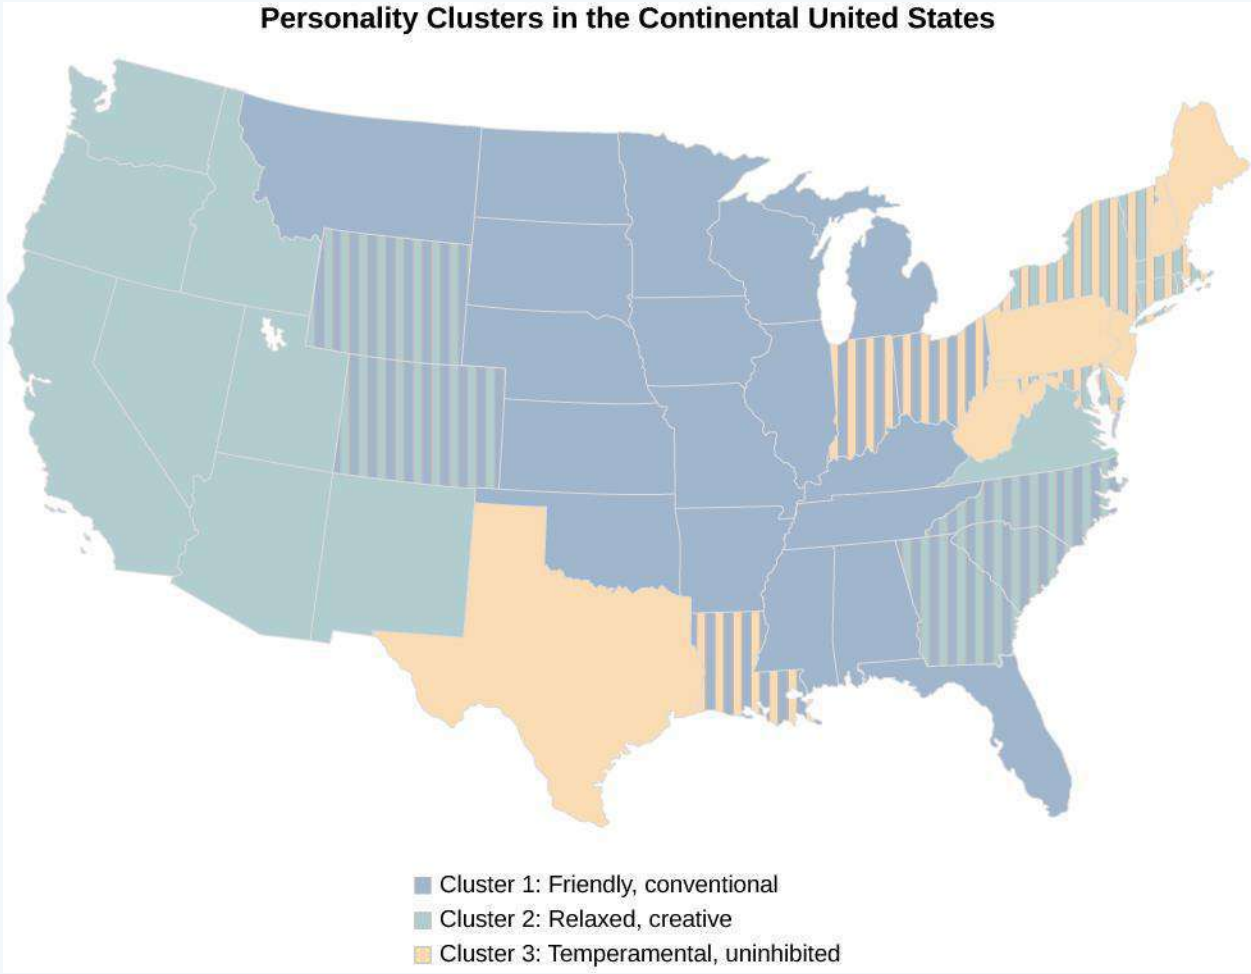 Personality Clusters in the Continental United States
Cluster 1: Friendly, conventional
Cluster 2: Relaxed, creative
Cluster 3: Temperamental, uninhibited